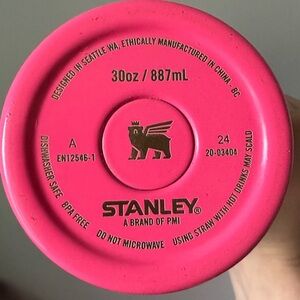 DESIGNED IN SEATTLE WA, ETHICALLY MANUFACTURED IN CHINA · BC
30oz / 887mL
A
EN12546-1
24
20-03404
STANLEY®
A BRAND OF PMI
DISHWASHER SAFE BPA FREE DO NOT MICROWAVE USING STRAW WITH HOT DRINKS MAY SCALD